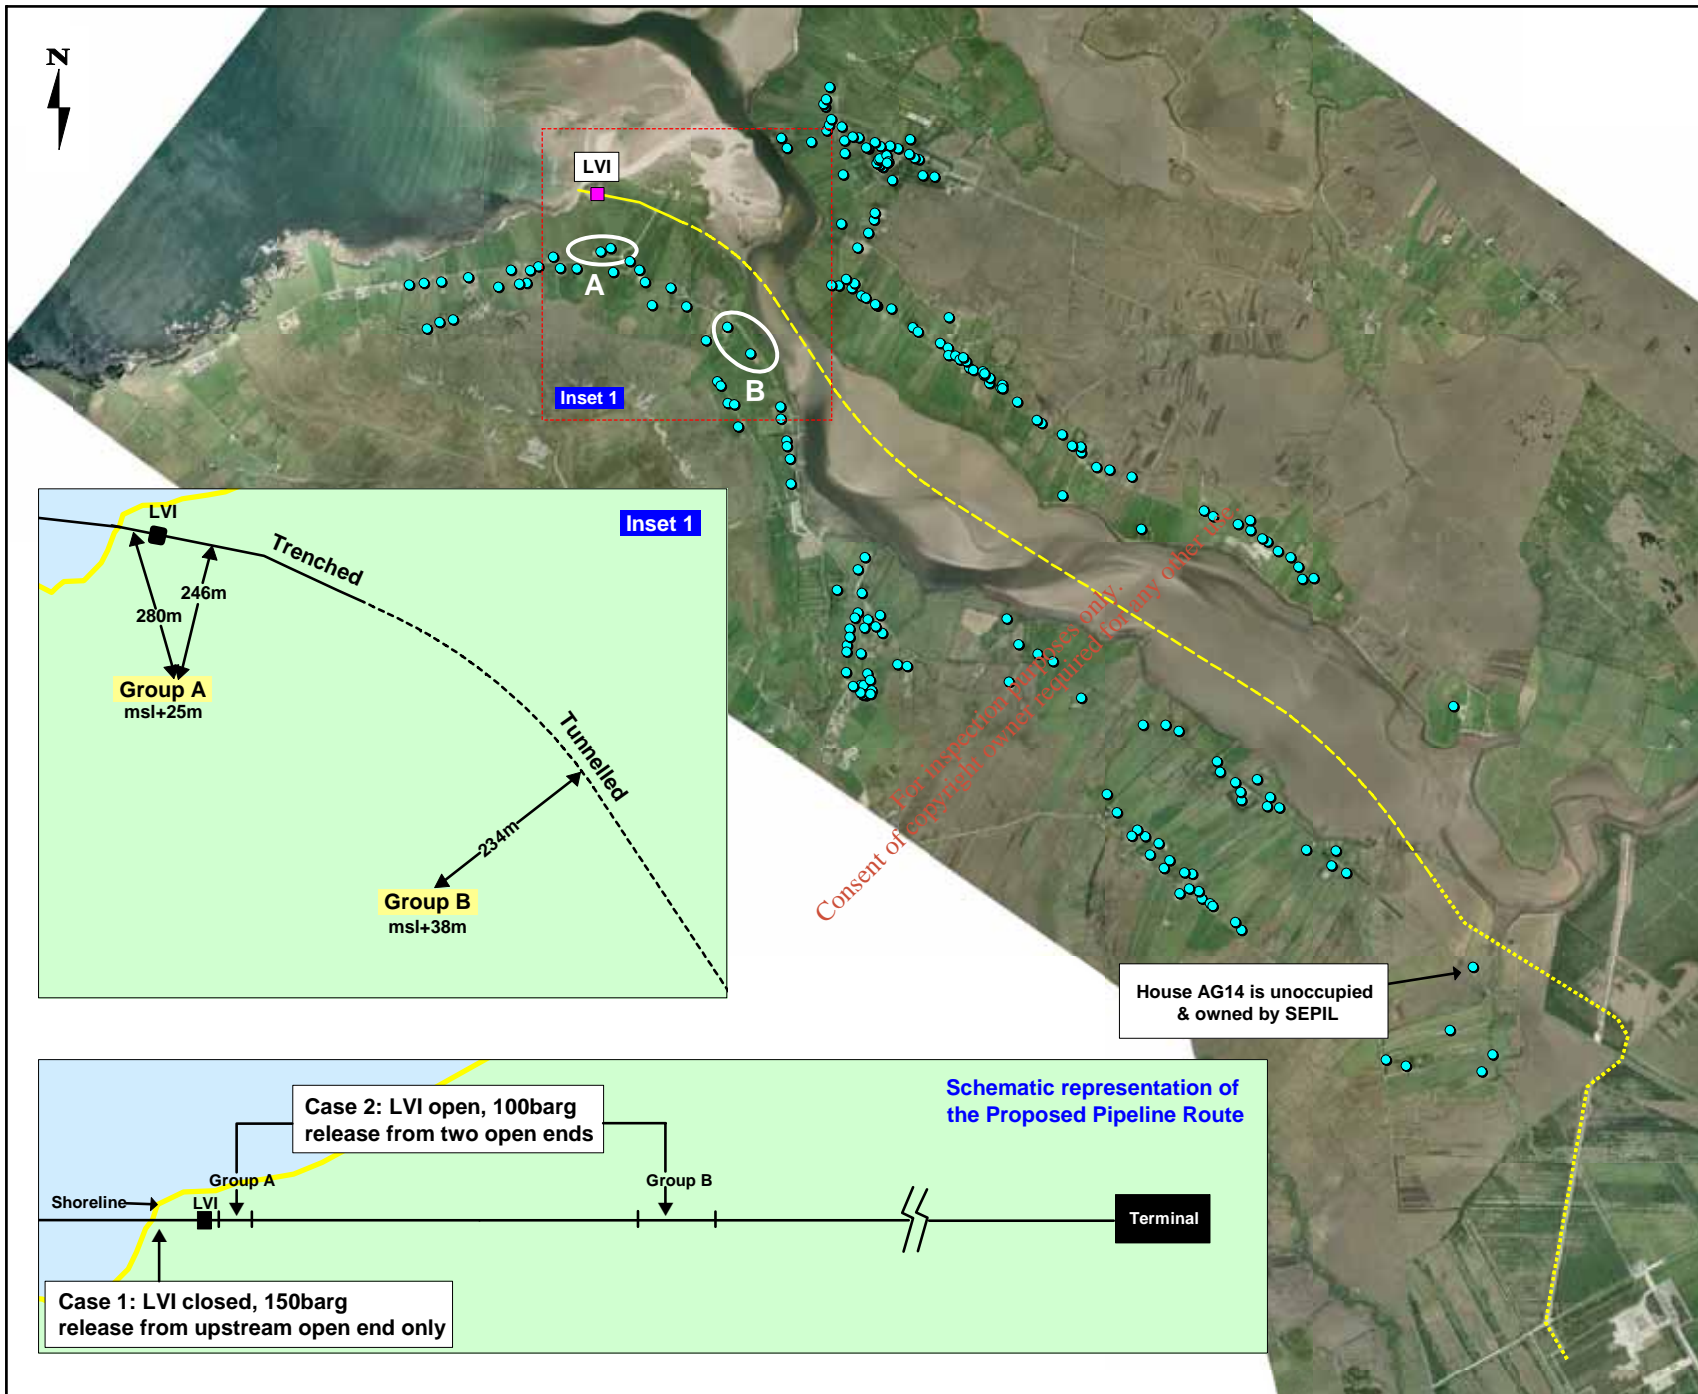 N
LVI
A
B
Inset 1
Inset 1
LVI
Trenched
280m
246m
Group A
msl+25m
Tunnelled
234m
Group B
msl+38m
For inspection purposes only.
Consent of copyright owner required for any other use.
House AG14 is unoccupied
& owned by SEPIL
Schematic representation of
the Proposed Pipeline Route
Case 2: LVI open, 100barg
release from two open ends
Group A
Group B
Shoreline
LVI
Terminal
Case 1: LVI closed, 150barg
release from upstream open end only